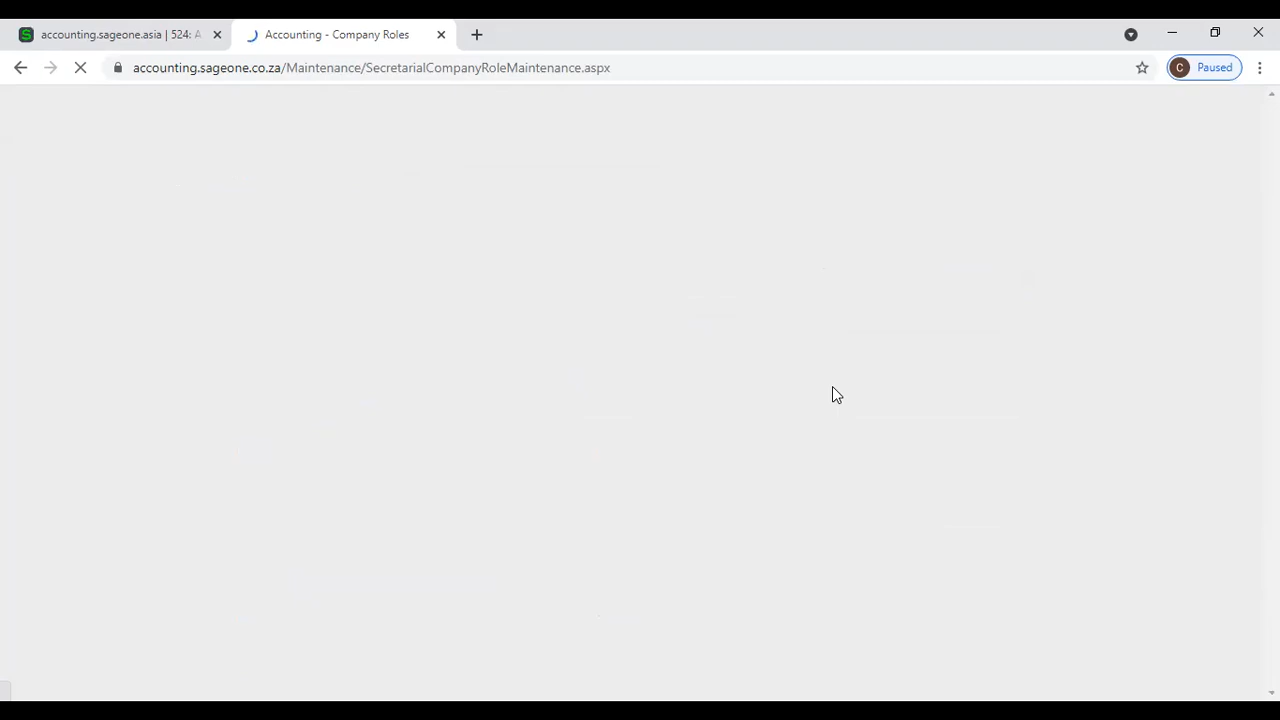 accounting.sageone.asia | 524: A
Accounting - Company Roles
accounting.sageone.co.za/Maintenance/SecretarialCompanyRoleMaintenance.aspx
C
Paused